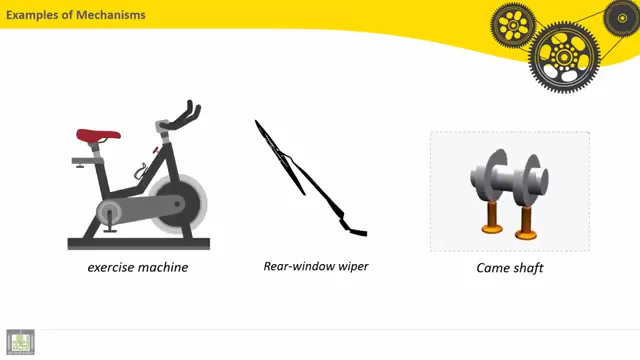 Examples of Mechanisms
exercise machine
Rear-window wiper
Came shaft